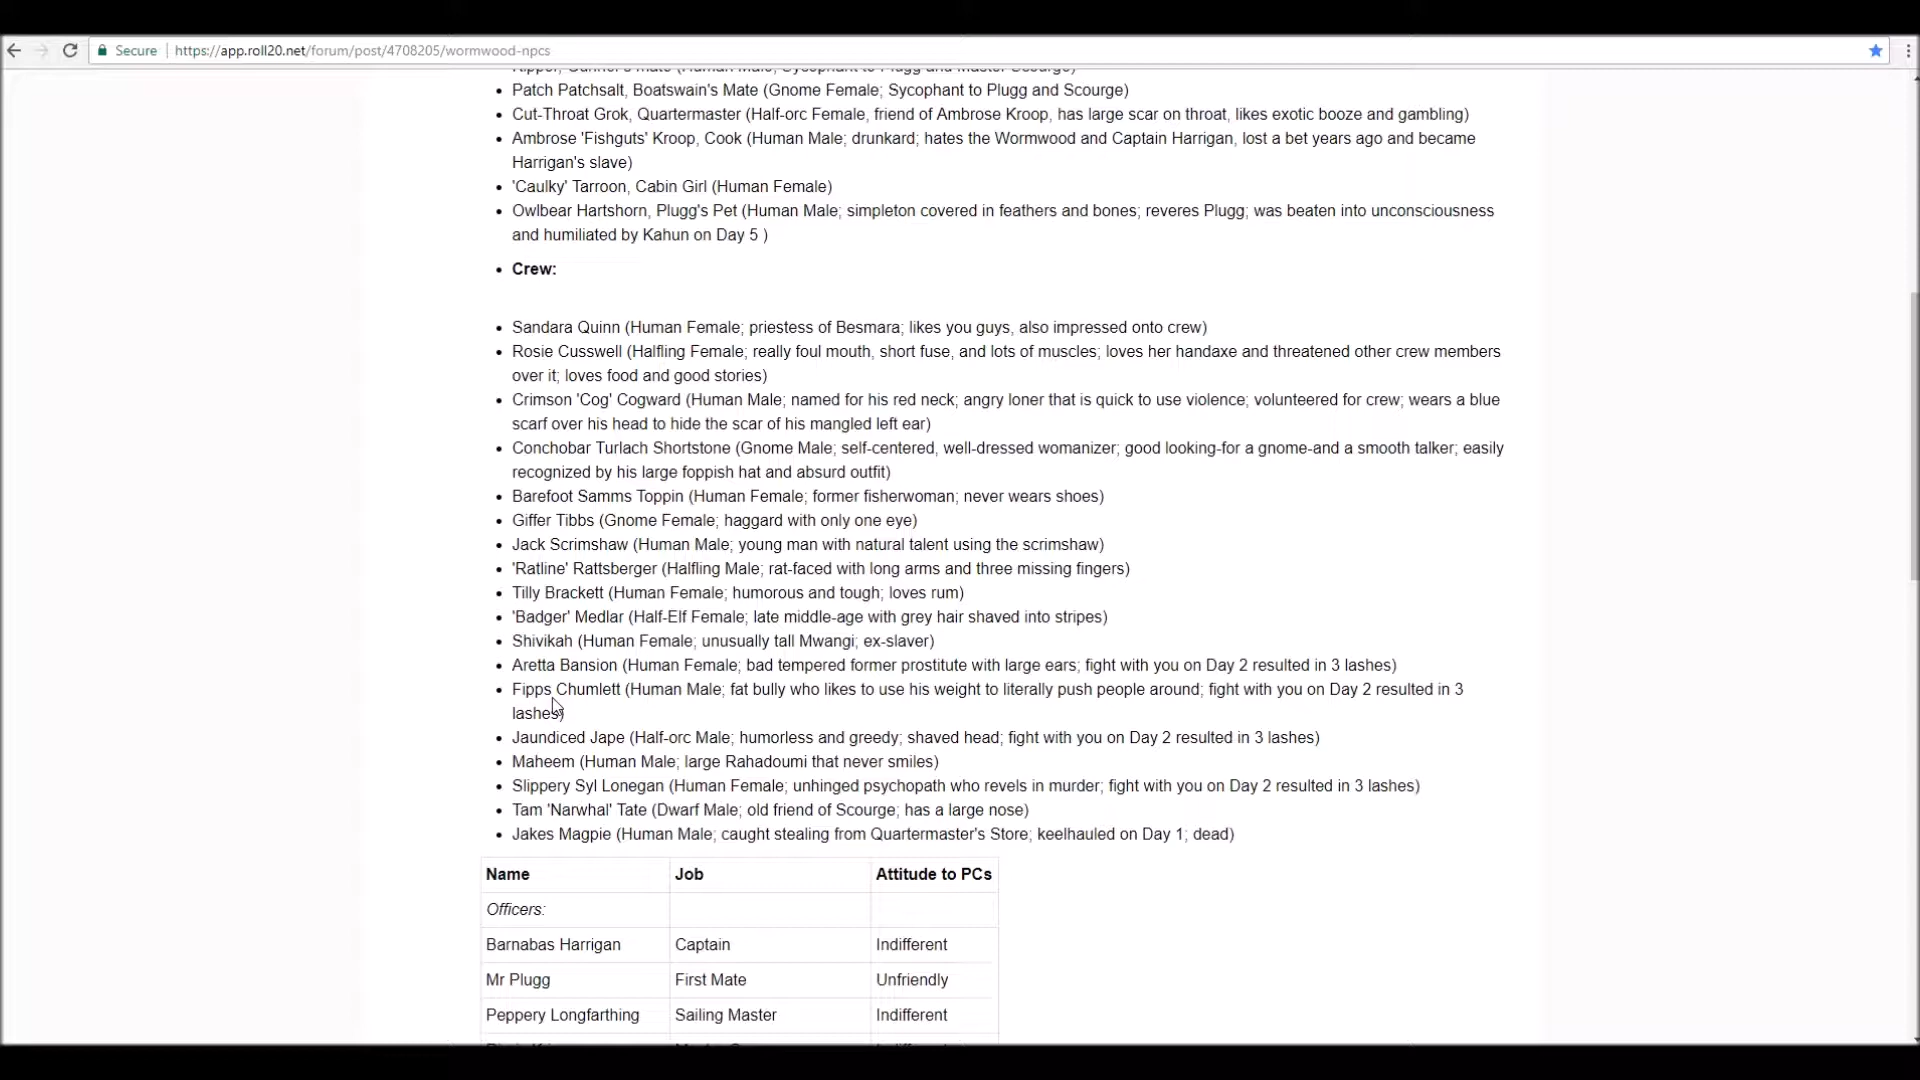 Secure
https://app.roll20.net/forum/post/4708205/wormwood-npcs
Ripper, Gunner's mate (Human Male; Sycophant to Plugg and Master Scourge)
Patch Patchsalt, Boatswain's Mate (Gnome Female; Sycophant to Plugg and Scourge)
Cut-Throat Grok, Quartermaster (Half-orc Female, friend of Ambrose Kroop, has large scar on throat, likes exotic booze and gambling)
Ambrose 'Fishguts' Kroop, Cook (Human Male; drunkard; hates the Wormwood and Captain Harrigan, lost a bet years ago and became
Harrigan's slave)
'Caulky' Tarroon, Cabin Girl (Human Female)
Owlbear Hartshorn, Plugg's Pet (Human Male; simpleton covered in feathers and bones; reveres Plugg; was beaten into unconsciousness
and humiliated by Kahun on Day 5 )
Crew:
Sandara Quinn (Human Female; priestess of Besmara; likes you guys, also impressed onto crew)
Rosie Cusswell (Halfling Female; really foul mouth, short fuse, and lots of muscles; loves her handaxe and threatened other crew members
over it; loves food and good stories)
Crimson 'Cog' Cogward (Human Male; named for his red neck; angry loner that is quick to use violence; volunteered for crew; wears a blue
scarf over his head to hide the scar of his mangled left ear)
Conchobar Turlach Shortstone (Gnome Male; self-centered, well-dressed womanizer; good looking-for a gnome-and a smooth talker; easily
recognized by his large foppish hat and absurd outfit)
Barefoot Samms Toppin (Human Female; former fisherwoman; never wears shoes)
Giffer Tibbs (Gnome Female; haggard with only one eye)
Jack Scrimshaw (Human Male; young man with natural talent using the scrimshaw)
'Ratline' Rattsberger (Halfling Male; rat-faced with long arms and three missing fingers)
Tilly Brackett (Human Female; humorous and tough; loves rum)
'Badger' Medlar (Half-Elf Female; late middle-age with grey hair shaved into stripes)
Shivikah (Human Female; unusually tall Mwangi; ex-slaver)
Aretta Bansion (Human Female; bad tempered former prostitute with large ears; fight with you on Day 2 resulted in 3 lashes)
Fipps Chumlett (Human Male; fat bully who likes to use his weight to literally push people around; fight with you on Day 2 resulted in 3
lashes)
Jaundiced Jape (Half-orc Male; humorless and greedy; shaved head; fight with you on Day 2 resulted in 3 lashes)
Maheem (Human Male; large Rahadoumi that never smiles)
Slippery Syl Lonegan (Human Female; unhinged psychopath who revels in murder; fight with you on Day 2 resulted in 3 lashes)
Tam 'Narwhal' Tate (Dwarf Male; old friend of Scourge; has a large nose)
Jakes Magpie (Human Male; caught stealing from Quartermaster's Store; keelhauled on Day 1; dead)
Name Job Attitude to PCs
Officers:
Barnabas Harrigan Captain Indifferent
Mr Plugg First Mate Unfriendly
Peppery Longfarthing Sailing Master Indifferent